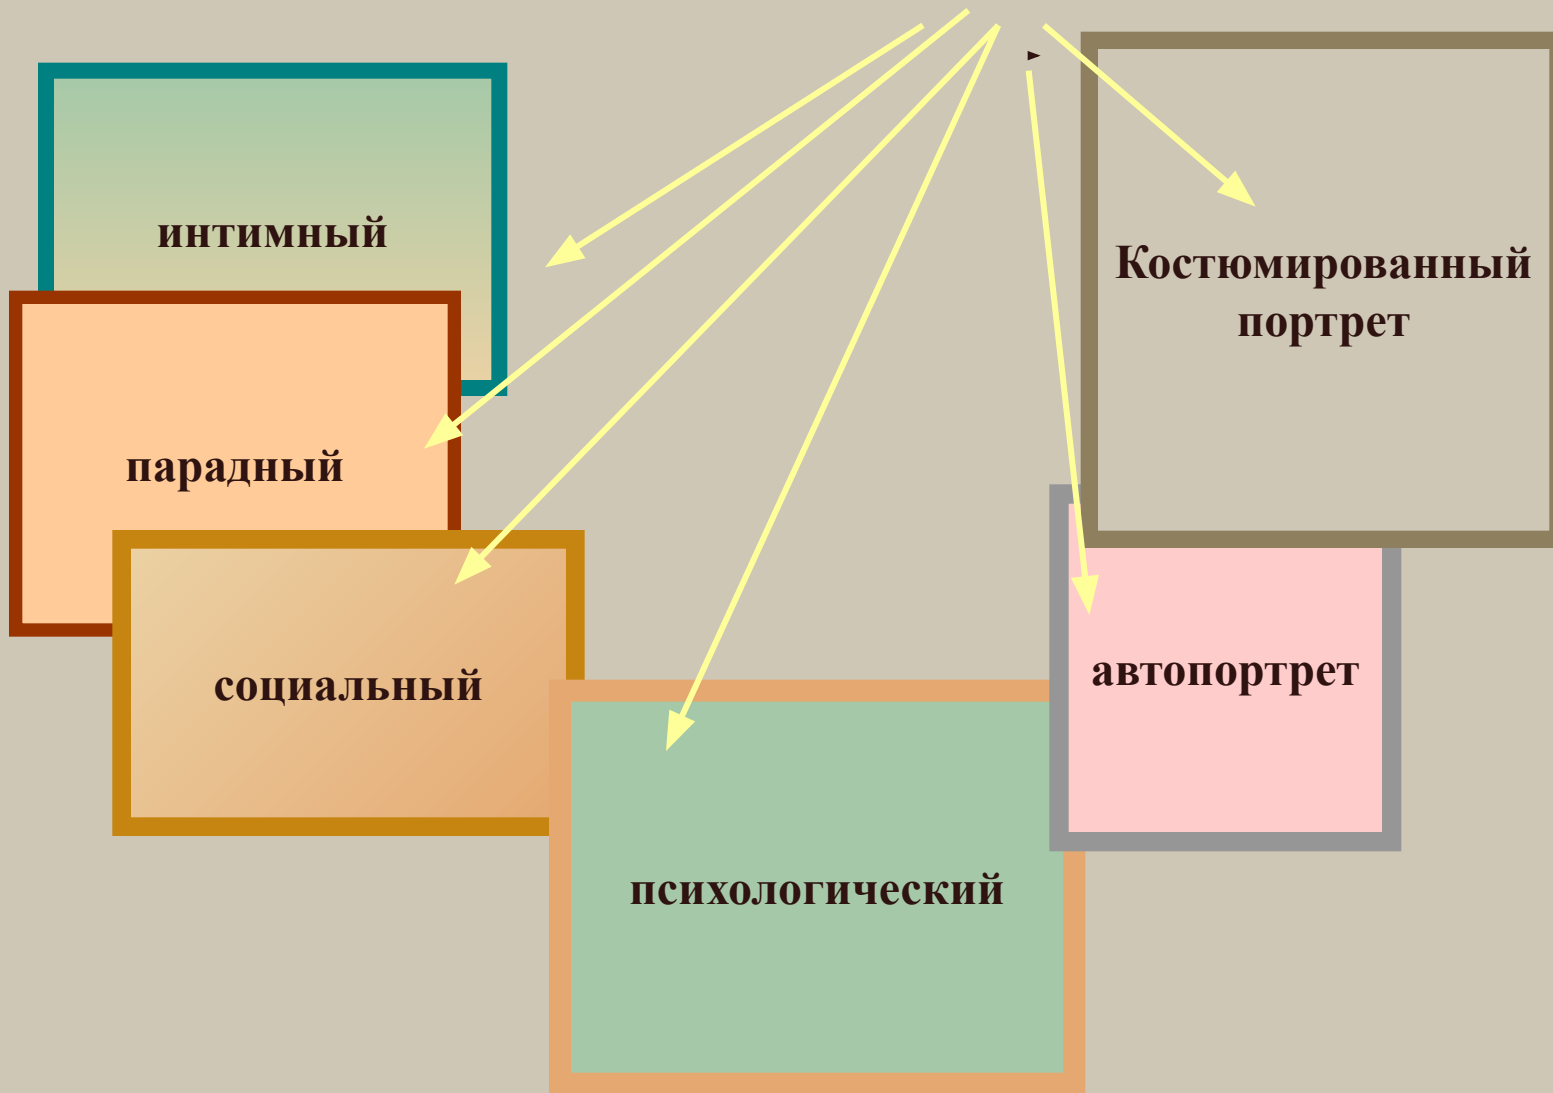 интимный
Костюмированный
портрет
парадный
социальный
автопортрет
психологический